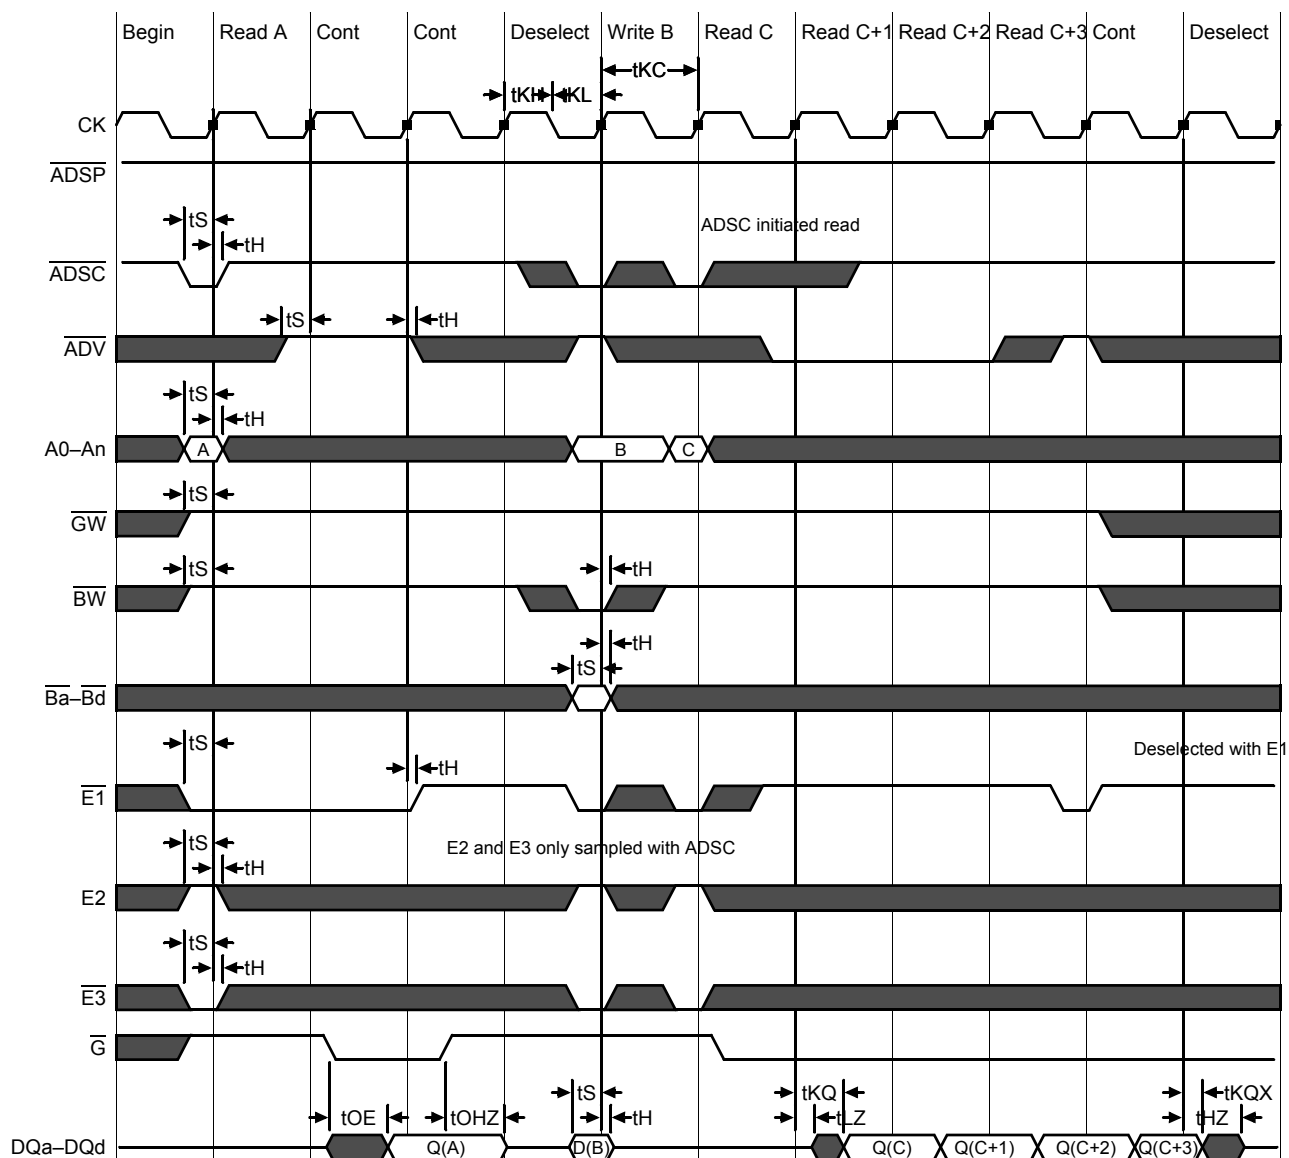 Begin Read A Cont Cont Deselect Write B Read C Read C+1 Read C+2 Read C+3 Cont Deselect
tKC
tKH tKL
CK
ADSP
tS
ADSC initiated read
tH
ADSC
tS tH
ADV
tS
tH
A0–An A B C
tS
GW
tS tH
BW
tH
tS
Ba–Bd
tS
Deselected with E1
tH
E1
tS
E2 and E3 only sampled with ADSC
tH
E2
tS
tH
E3
G
tS tKQ tKQX
tOE tOHZ tH tLZ tHZ
DQa–DQd Q(A) D(B) Q(C) Q(C+1) Q(C+2) Q(C+3)